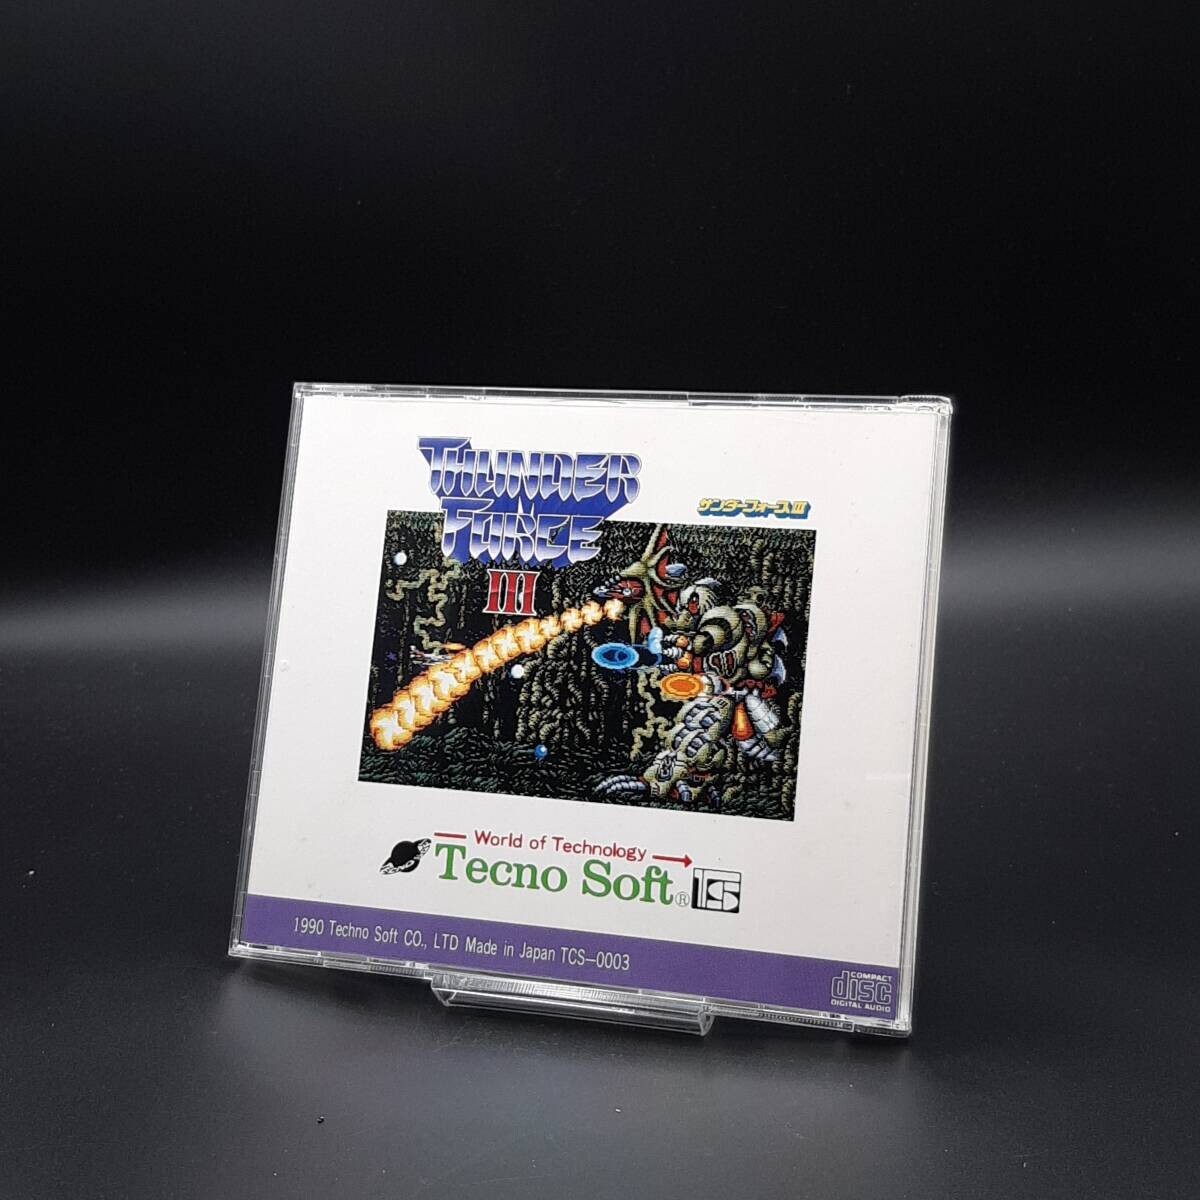 THUNDER
FORCE
III
サンダーフォースIII
World of Technology
Tecno Soft®
TS
1990 Techno Soft CO., LTD Made in Japan TCS-0003
COMPACT
disc
DIGITAL AUDIO